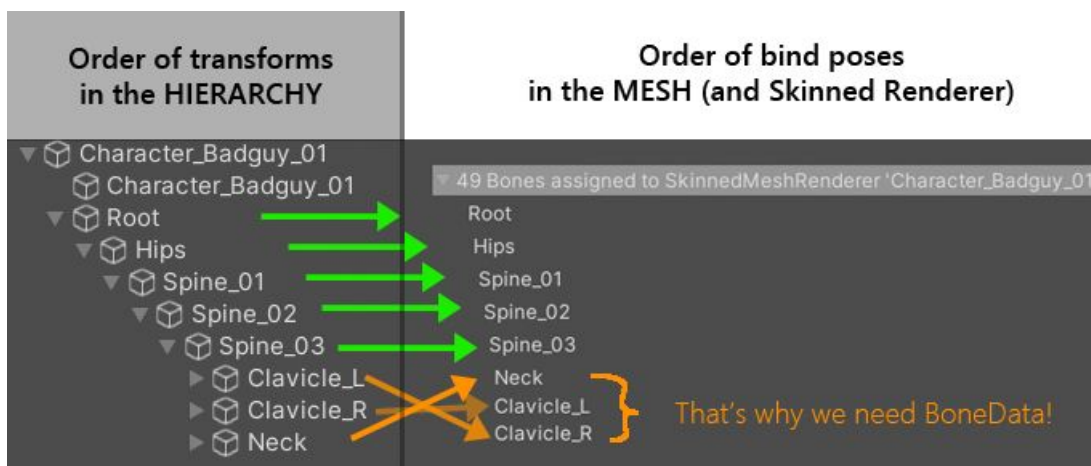 Order of transforms
in the HIERARCHY
Order of bind poses
in the MESH (and Skinned Renderer)
Character_Badguy_01
Character_Badguy_01
Root
Hips
Spine_01
Spine_02
Spine_03
Clavicle_L
Clavicle_R
Neck
49 Bones assigned to SkinnedMeshRenderer 'Character_Badguy_01
Root
Hips
Spine_01
Spine_02
Spine_03
Neck
Clavicle_L
Clavicle_R
That's why we need BoneData!